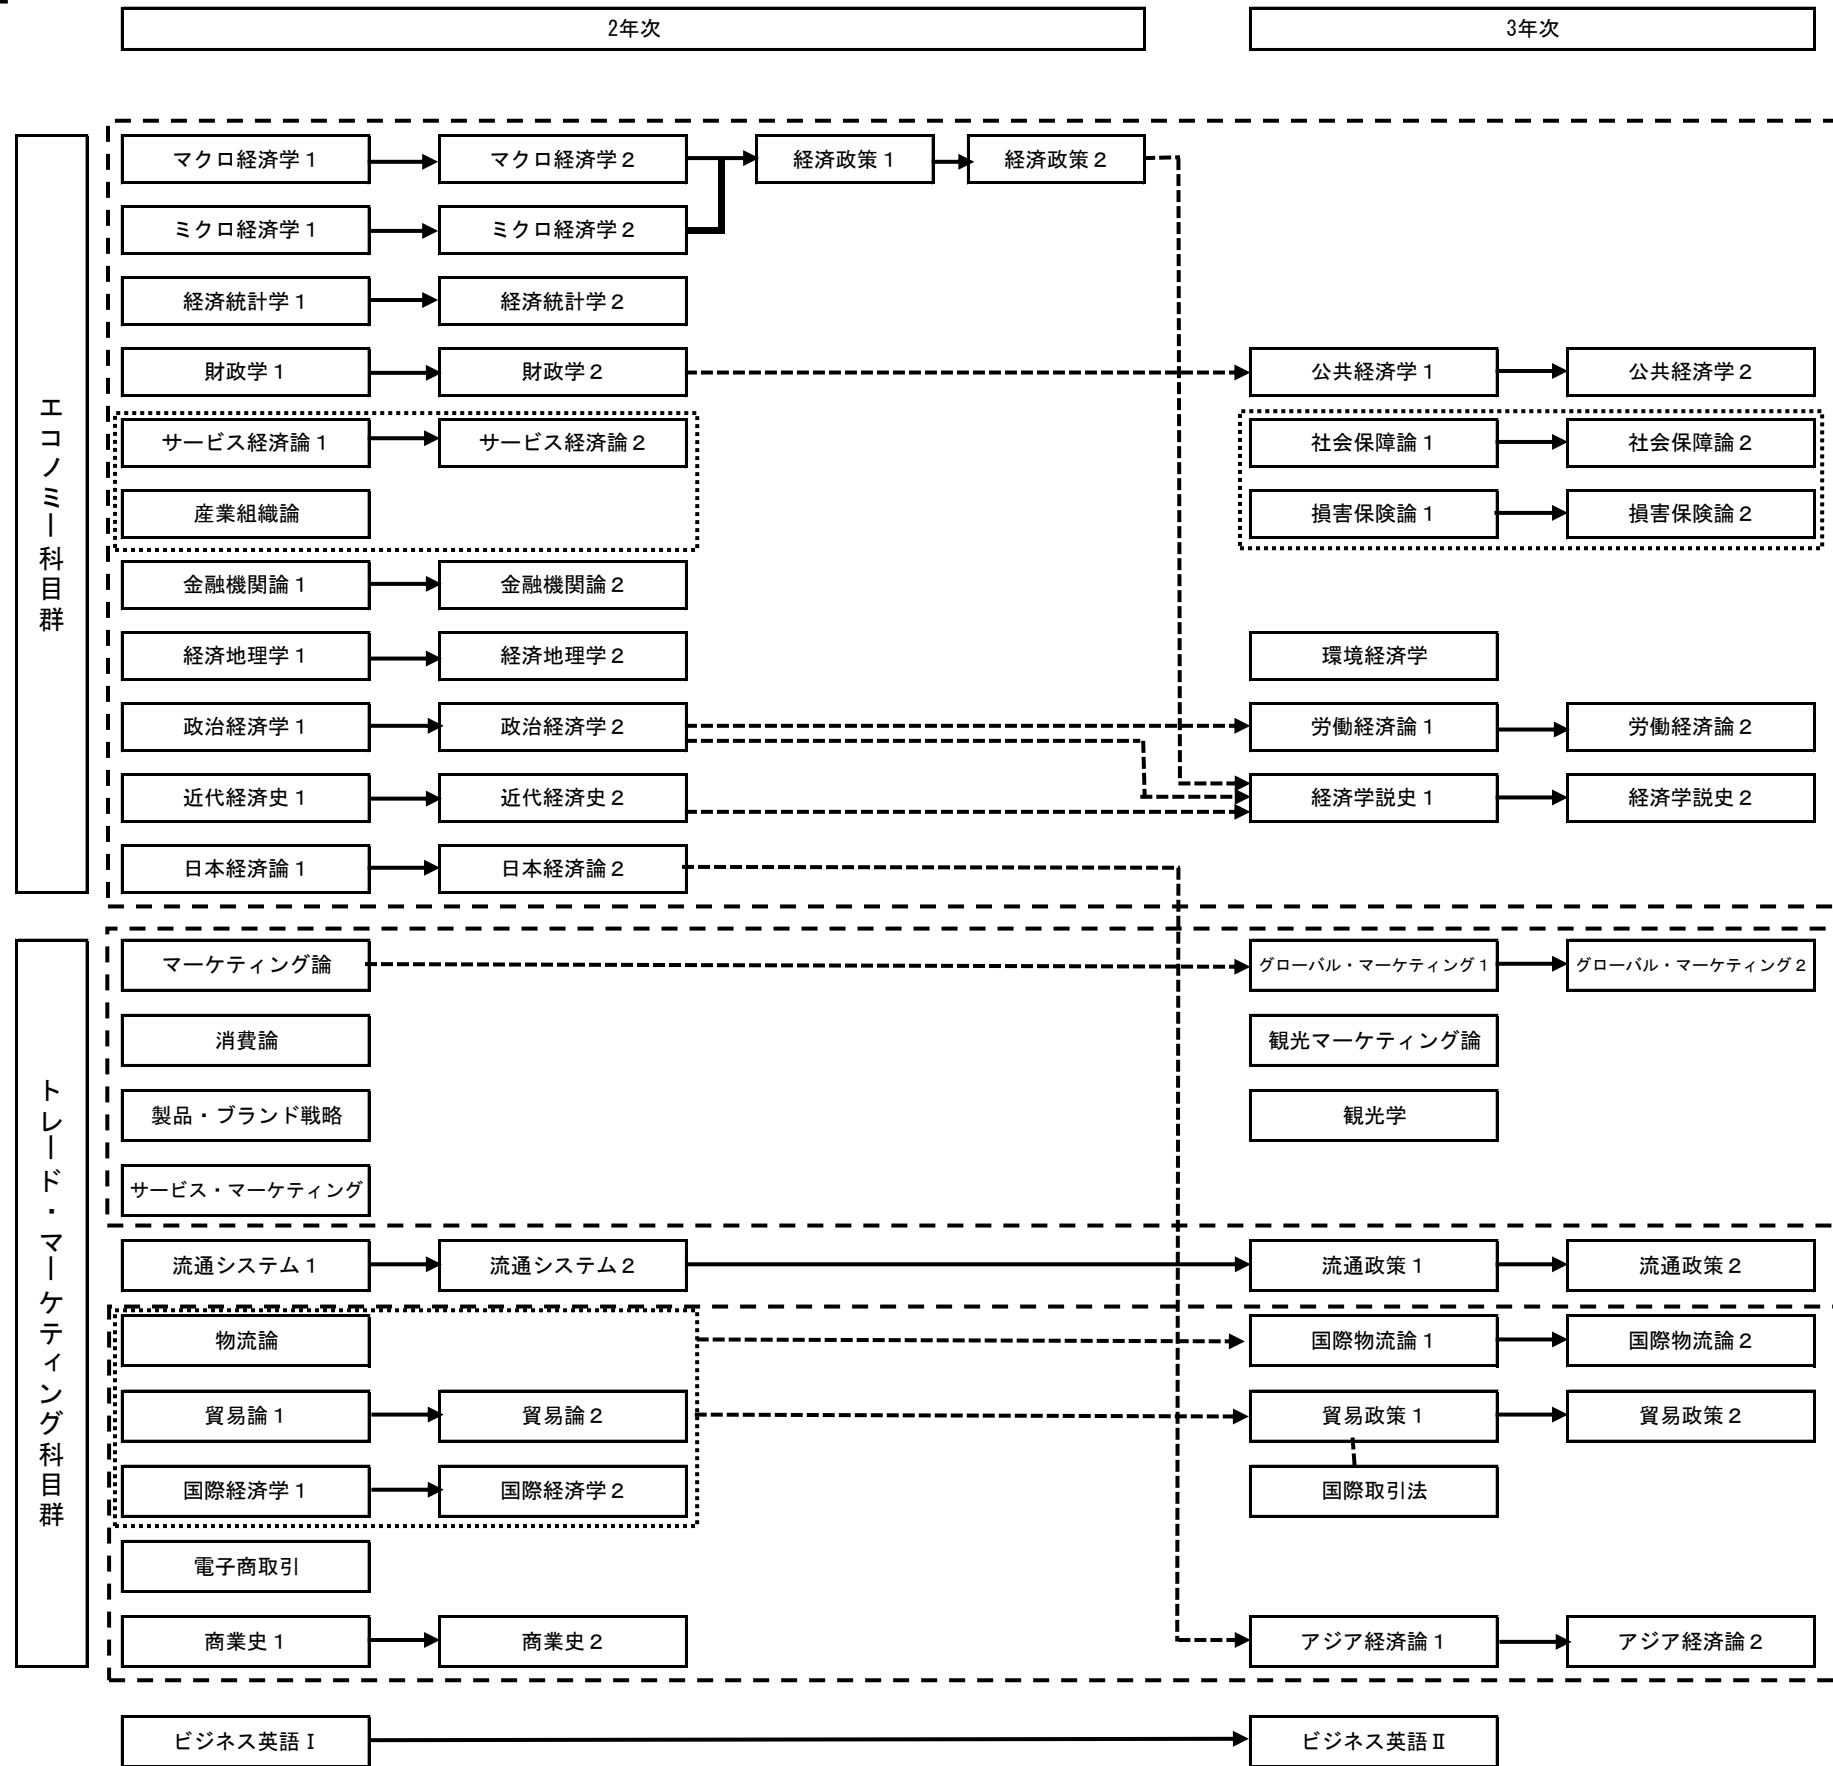 2年次
3年次
エコノミー科目群
マクロ経済学1
マクロ経済学2
経済政策1
経済政策2
ミクロ経済学1
ミクロ経済学2
経済統計学1
経済統計学2
財政学1
財政学2
公共経済学1
公共経済学2
サービス経済論1
サービス経済論2
社会保障論1
社会保障論2
産業組織論
損害保険論1
損害保険論2
金融機関論1
金融機関論2
経済地理学1
経済地理学2
環境経済学
政治経済学1
政治経済学2
労働経済論1
労働経済論2
近代経済史1
近代経済史2
経済学説史1
経済学説史2
日本経済論1
日本経済論2
トレード・マーケティング科目群
マーケティング論
グローバル・マーケティング1
グローバル・マーケティング2
消費論
観光マーケティング論
製品・ブランド戦略
観光学
サービス・マーケティング
流通システム1
流通システム2
流通政策1
流通政策2
物流論
国際物流論1
国際物流論2
貿易論1
貿易論2
貿易政策1
貿易政策2
国際経済学1
国際経済学2
国際取引法
電子商取引
商業史1
商業史2
アジア経済論1
アジア経済論2
ビジネス英語Ⅰ
ビジネス英語Ⅱ